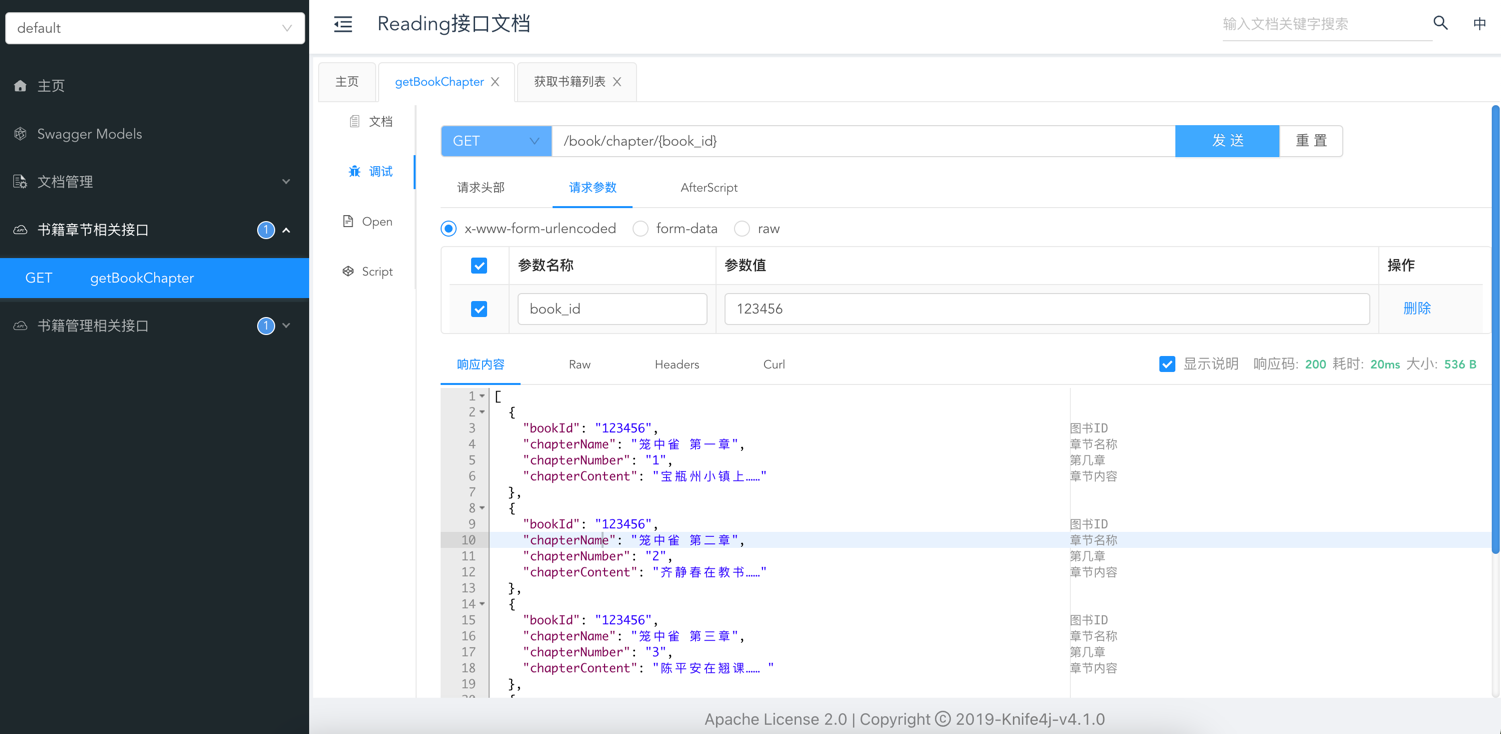 default
Reading接口文档
输入文档关键字搜索
中
主页
Swagger Models
文档管理
书籍章节相关接口 1
GET getBookChapter
书籍管理相关接口 1
主页 getBookChapter 获取书籍列表
文档
调试
Open
Script
GET /book/chapter/{book_id} 发 送 重 置
请求头部 请求参数 AfterScript
x-www-form-urlencoded form-data raw
参数名称 参数值 操作
book_id 123456 删除
响应内容 Raw Headers Curl 显示说明 响应码: 200 耗时: 20ms 大小: 536 B
1 [
2 {
3 "bookId": "123456", 图书ID
4 "chapterName": "笼中雀 第一章", 章节名称
5 "chapterNumber": "1", 第几章
6 "chapterContent": "宝瓶州小镇上……" 章节内容
7 },
8 {
9 "bookId": "123456", 图书ID
10 "chapterName": "笼中雀 第二章", 章节名称
11 "chapterNumber": "2", 第几章
12 "chapterContent": "齐静春在教书……" 章节内容
13 },
14 {
15 "bookId": "123456", 图书ID
16 "chapterName": "笼中雀 第三章", 章节名称
17 "chapterNumber": "3", 第几章
18 "chapterContent": "陈平安在翘课…… " 章节内容
19 },
Apache License 2.0 | Copyright © 2019-Knife4j-v4.1.0